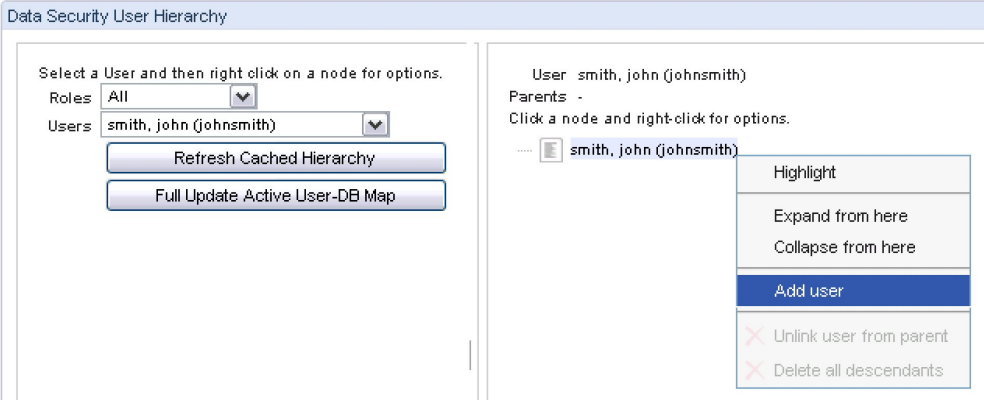 Data Security User Hierarchy
Select a User and then right click on a node for options.
Roles All
Users smith, john (johnsmith)
Refresh Cached Hierarchy
Full Update Active User-DB Map
User smith, john (johnsmith)
Parents -
Click a node and right-click for options.
smith, john (johnsmith)
Highlight
Expand from here
Collapse from here
Add user
Unlink user from parent
Delete all descendants